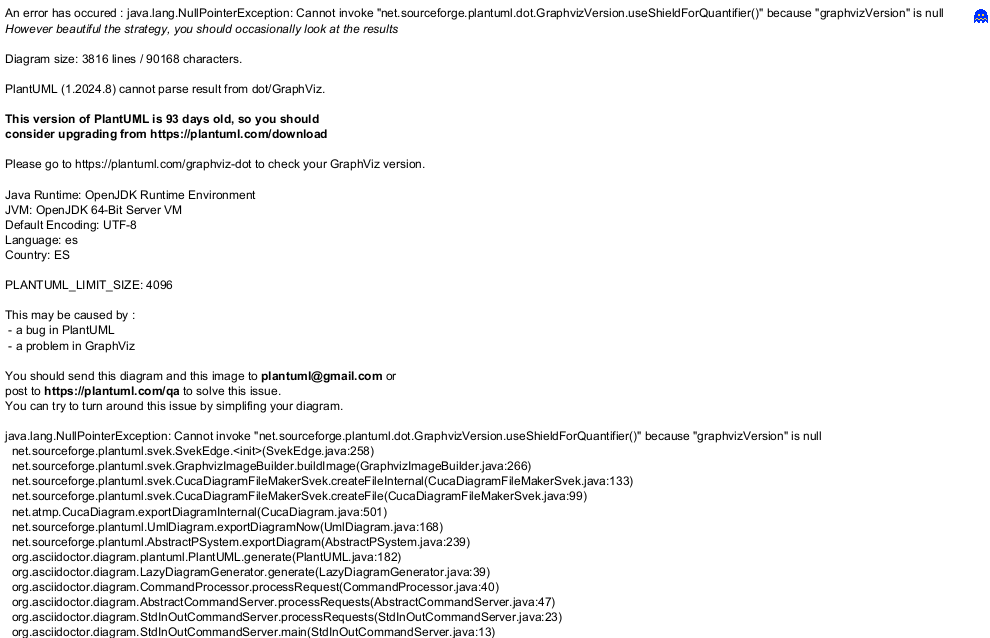 An error has occured : java.lang.NullPointerException: Cannot invoke "net.sourceforge.plantuml.dot.GraphvizVersion.useShieldForQuantifier()" because "graphvizVersion" is null
However beautiful the strategy, you should occasionally look at the results
Diagram size: 3816 lines / 90168 characters.
PlantUML (1.2024.8) cannot parse result from dot/GraphViz.
This version of PlantUML is 93 days old, so you should
consider upgrading from https://plantuml.com/download
Please go to https://plantuml.com/graphviz-dot to check your GraphViz version.
Java Runtime: OpenJDK Runtime Environment
JVM: OpenJDK 64-Bit Server VM
Default Encoding: UTF-8
Language: es
Country: ES
PLANTUML_LIMIT_SIZE: 4096
This may be caused by :
- a bug in PlantUML
- a problem in GraphViz
You should send this diagram and this image to plantuml@gmail.com or
post to https://plantuml.com/qa to solve this issue.
You can try to turn around this issue by simplifing your diagram.
java.lang.NullPointerException: Cannot invoke "net.sourceforge.plantuml.dot.GraphvizVersion.useShieldForQuantifier()" because "graphvizVersion" is null
net.sourceforge.plantuml.svek.SvekEdge.<init>(SvekEdge.java:258)
net.sourceforge.plantuml.svek.GraphvizImageBuilder.buildImage(GraphvizImageBuilder.java:266)
net.sourceforge.plantuml.svek.CucaDiagramFileMakerSvek.createFileInternal(CucaDiagramFileMakerSvek.java:133)
net.sourceforge.plantuml.svek.CucaDiagramFileMakerSvek.createFile(CucaDiagramFileMakerSvek.java:99)
net.atmp.CucaDiagram.exportDiagramInternal(CucaDiagram.java:501)
net.sourceforge.plantuml.UmlDiagram.exportDiagramNow(UmlDiagram.java:168)
net.sourceforge.plantuml.AbstractPSystem.exportDiagram(AbstractPSystem.java:239)
org.asciidoctor.diagram.plantuml.PlantUML.generate(PlantUML.java:182)
org.asciidoctor.diagram.LazyDiagramGenerator.generate(LazyDiagramGenerator.java:39)
org.asciidoctor.diagram.CommandProcessor.processRequest(CommandProcessor.java:40)
org.asciidoctor.diagram.AbstractCommandServer.processRequests(AbstractCommandServer.java:47)
org.asciidoctor.diagram.StdInOutCommandServer.processRequests(StdInOutCommandServer.java:23)
org.asciidoctor.diagram.StdInOutCommandServer.main(StdInOutCommandServer.java:13)